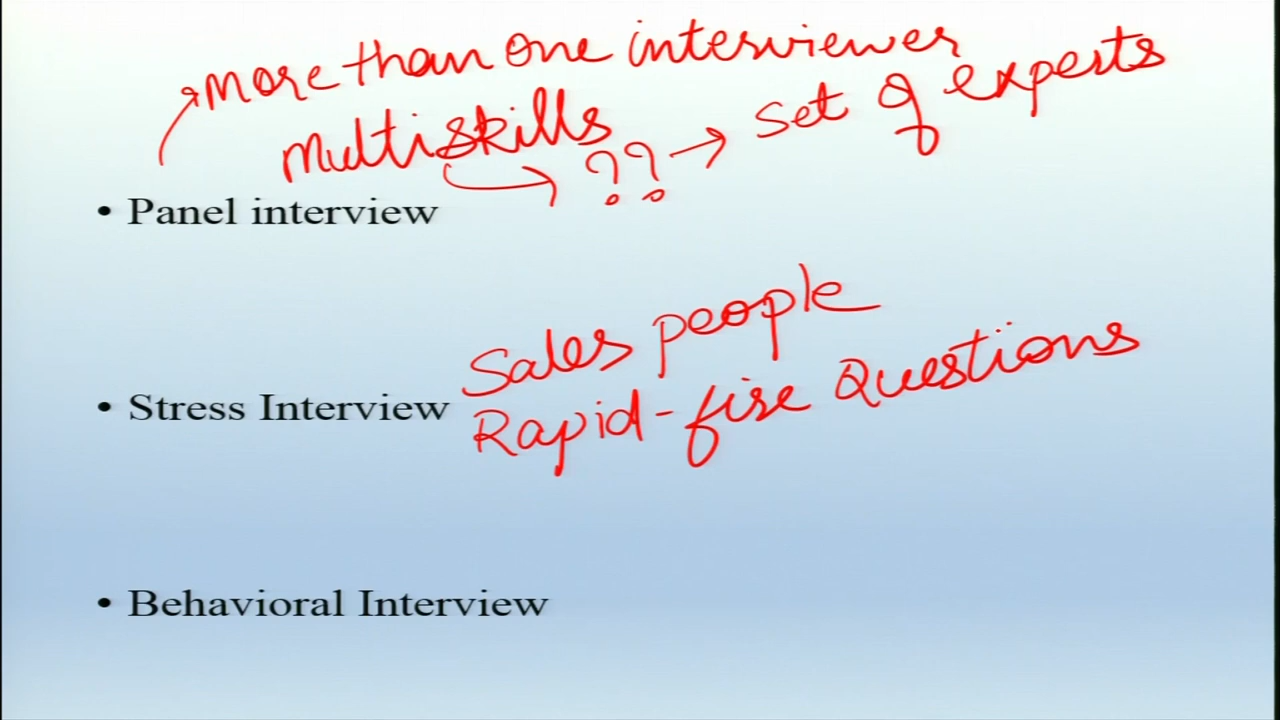 more than one interviewer
Multiskills
?? → Set of experts
• Panel interview
Sales people
• Stress Interview
Rapid-fire Questions
• Behavioral Interview